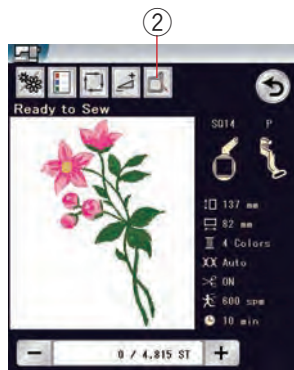 2
Ready to Sew
SQ14 P
137 mm
82 mm
4 Colors
Auto
ON
600 spm
10 min
− 0 / 4.815 ST +